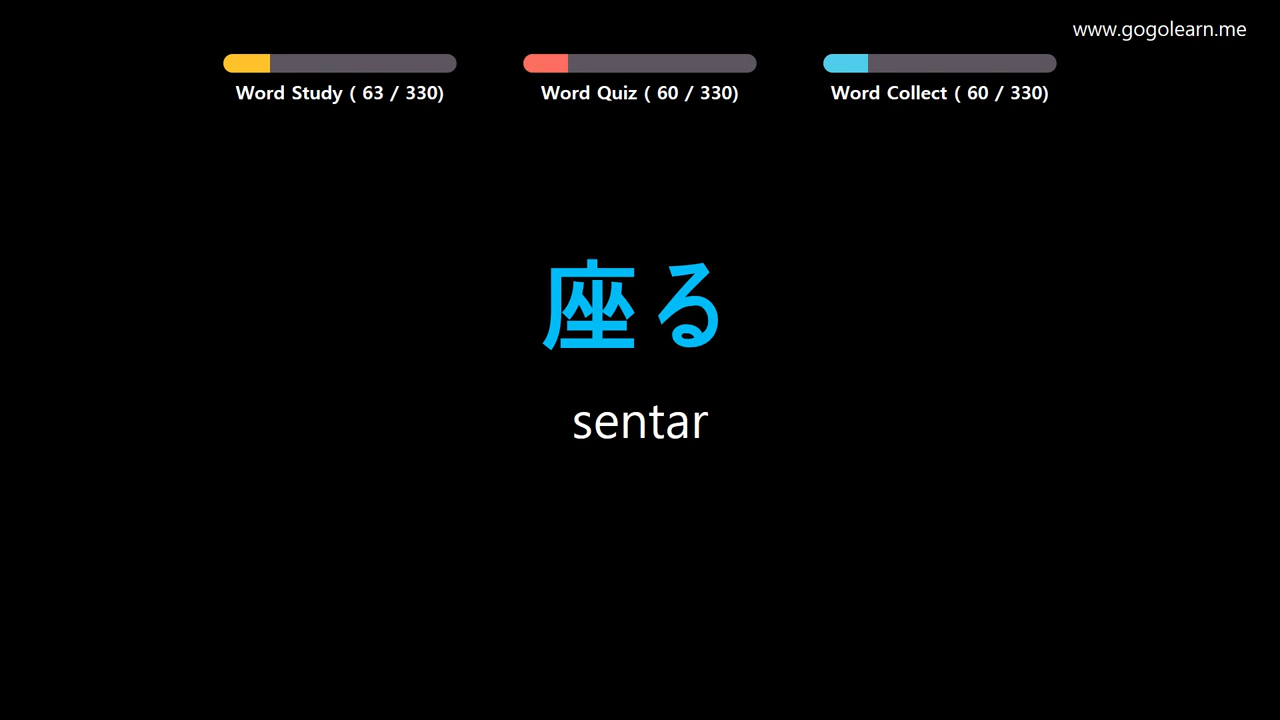 www.gogolearn.me
Word Study ( 63 / 330)
Word Quiz ( 60 / 330)
Word Collect ( 60 / 330)
座る
sentar